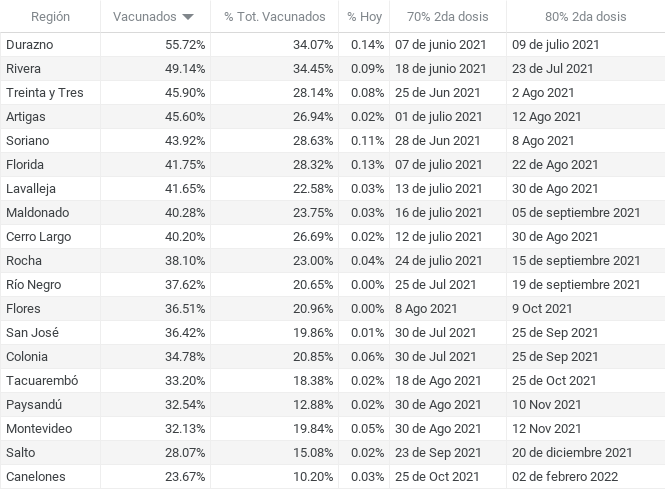 Región Vacunados % Tot. Vacunados % Hoy 70% 2da dosis 80% 2da dosis
Durazno 55.72% 34.07% 0.14% 07 de junio 2021 09 de julio 2021
Rivera 49.14% 34.45% 0.09% 18 de junio 2021 23 de Jul 2021
Treinta y Tres 45.90% 28.14% 0.08% 25 de Jun 2021 2 Ago 2021
Artigas 45.60% 26.94% 0.02% 01 de julio 2021 12 Ago 2021
Soriano 43.92% 28.63% 0.11% 28 de Jun 2021 8 Ago 2021
Florida 41.75% 28.32% 0.13% 07 de julio 2021 22 de Ago 2021
Lavalleja 41.65% 22.58% 0.03% 13 de julio 2021 30 de Ago 2021
Maldonado 40.28% 23.75% 0.03% 16 de julio 2021 05 de septiembre 2021
Cerro Largo 40.20% 26.69% 0.02% 12 de julio 2021 30 de Ago 2021
Rocha 38.10% 23.00% 0.04% 24 de julio 2021 15 de septiembre 2021
Río Negro 37.62% 20.65% 0.00% 25 de Jul 2021 19 de septiembre 2021
Flores 36.51% 20.96% 0.00% 8 Ago 2021 9 Oct 2021
San José 36.42% 19.86% 0.01% 30 de Jul 2021 25 de Sep 2021
Colonia 34.78% 20.85% 0.06% 30 de Jul 2021 25 de Sep 2021
Tacuarembó 33.20% 18.38% 0.02% 18 de Ago 2021 25 de Oct 2021
Paysandú 32.54% 12.88% 0.02% 30 de Ago 2021 10 Nov 2021
Montevideo 32.13% 19.84% 0.05% 30 de Ago 2021 12 Nov 2021
Salto 28.07% 15.08% 0.02% 23 de Sep 2021 20 de diciembre 2021
Canelones 23.67% 10.20% 0.03% 25 de Oct 2021 02 de febrero 2022